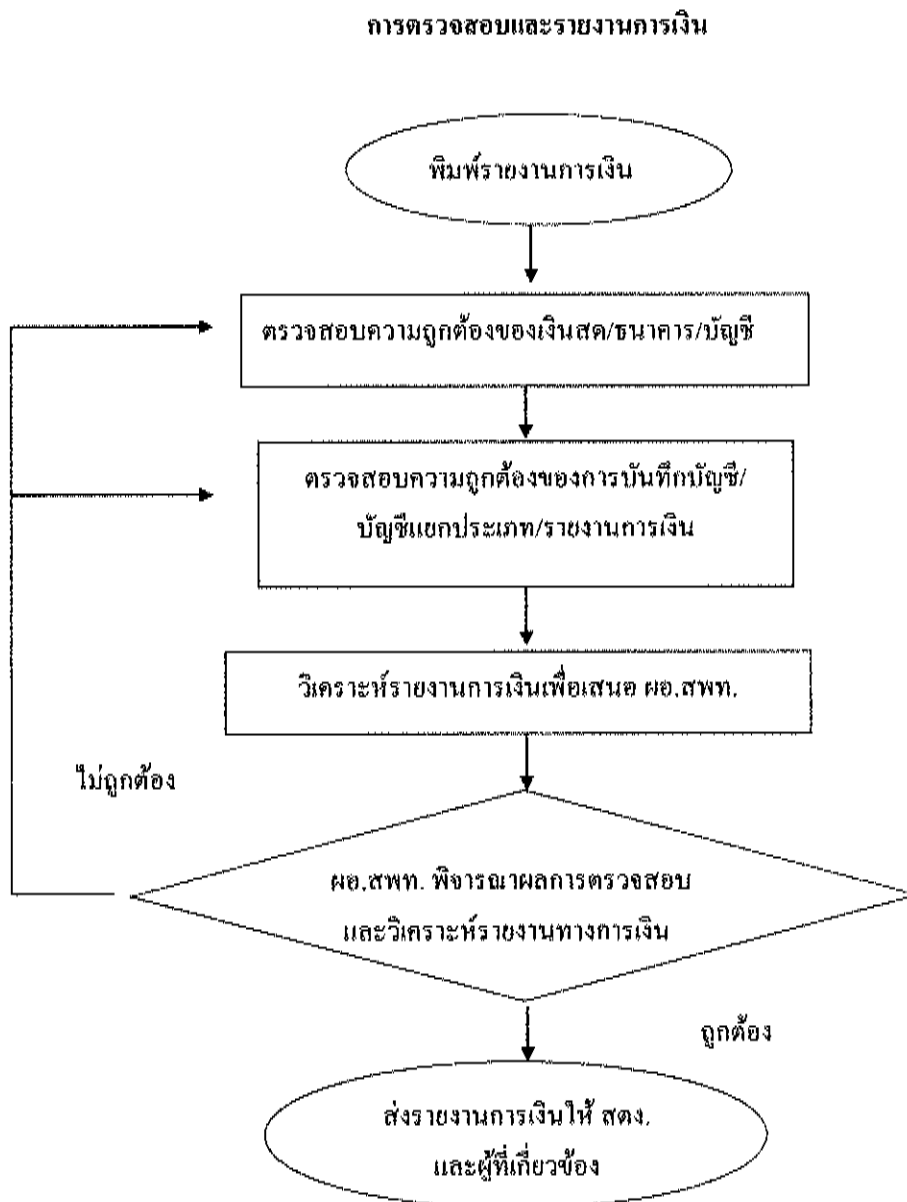 การตรวจสอบและรายงานการเงิน
พิมพ์รายงานการเงิน
ตรวจสอบความถูกต้องของเงินสด/ธนาคาร/บัญชี
ตรวจสอบความถูกต้องของการบันทึกบัญชี/
บัญชีแยกประเภท/รายงานการเงิน
วิเคราะห์รายงานการเงินเพื่อเสนอ ผอ.สพท.
ไม่ถูกต้อง
ผอ.สพท. พิจารณาผลการตรวจสอบ
และวิเคราะห์รายงานทางการเงิน
ถูกต้อง
ส่งรายงานการเงินให้ สตง.
และผู้ที่เกี่ยวข้อง